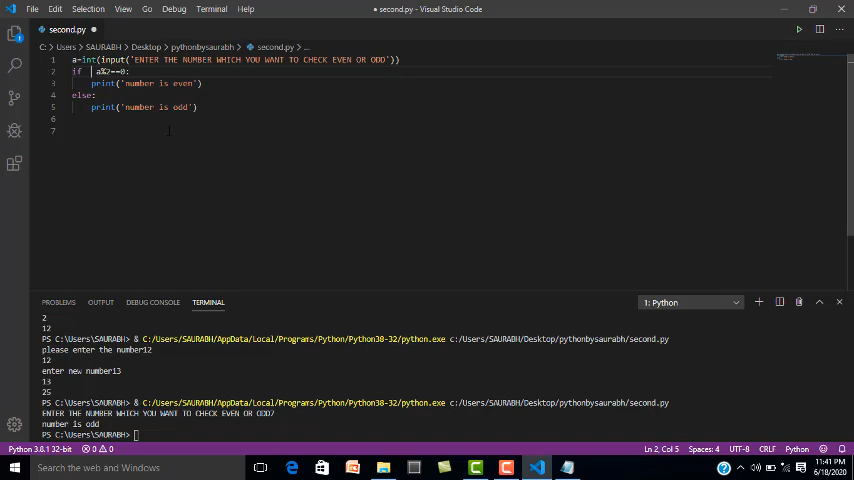 File Edit Selection View Go Debug Terminal Help
● second.py - Visual Studio Code
second.py ●
C: > Users > SAURABH > Desktop > pythonbysaurabh > second.py > ...
1 a=int(input('ENTER THE NUMBER WHICH YOU WANT TO CHECK EVEN OR ODD'))
2 if a%2==0:
3 print('number is even')
4 else:
5 print('number is odd')
6
7
PROBLEMS OUTPUT DEBUG CONSOLE TERMINAL
1: Python
2
12
PS C:\Users\SAURABH> & C:/Users/SAURABH/AppData/Local/Programs/Python/Python38-32/python.exe c:/Users/SAURABH/Desktop/pythonbysaurabh/second.py
please enter the number12
12
enter new number13
13
25
PS C:\Users\SAURABH> & C:/Users/SAURABH/AppData/Local/Programs/Python/Python38-32/python.exe c:/Users/SAURABH/Desktop/pythonbysaurabh/second.py
ENTER THE NUMBER WHICH YOU WANT TO CHECK EVEN OR ODD7
number is odd
PS C:\Users\SAURABH>
Python 3.8.1 32-bit 0 0 Ln 2, Col 5 Spaces: 4 UTF-8 CRLF Python
Search the web and Windows
11:41 PM
6/18/2020